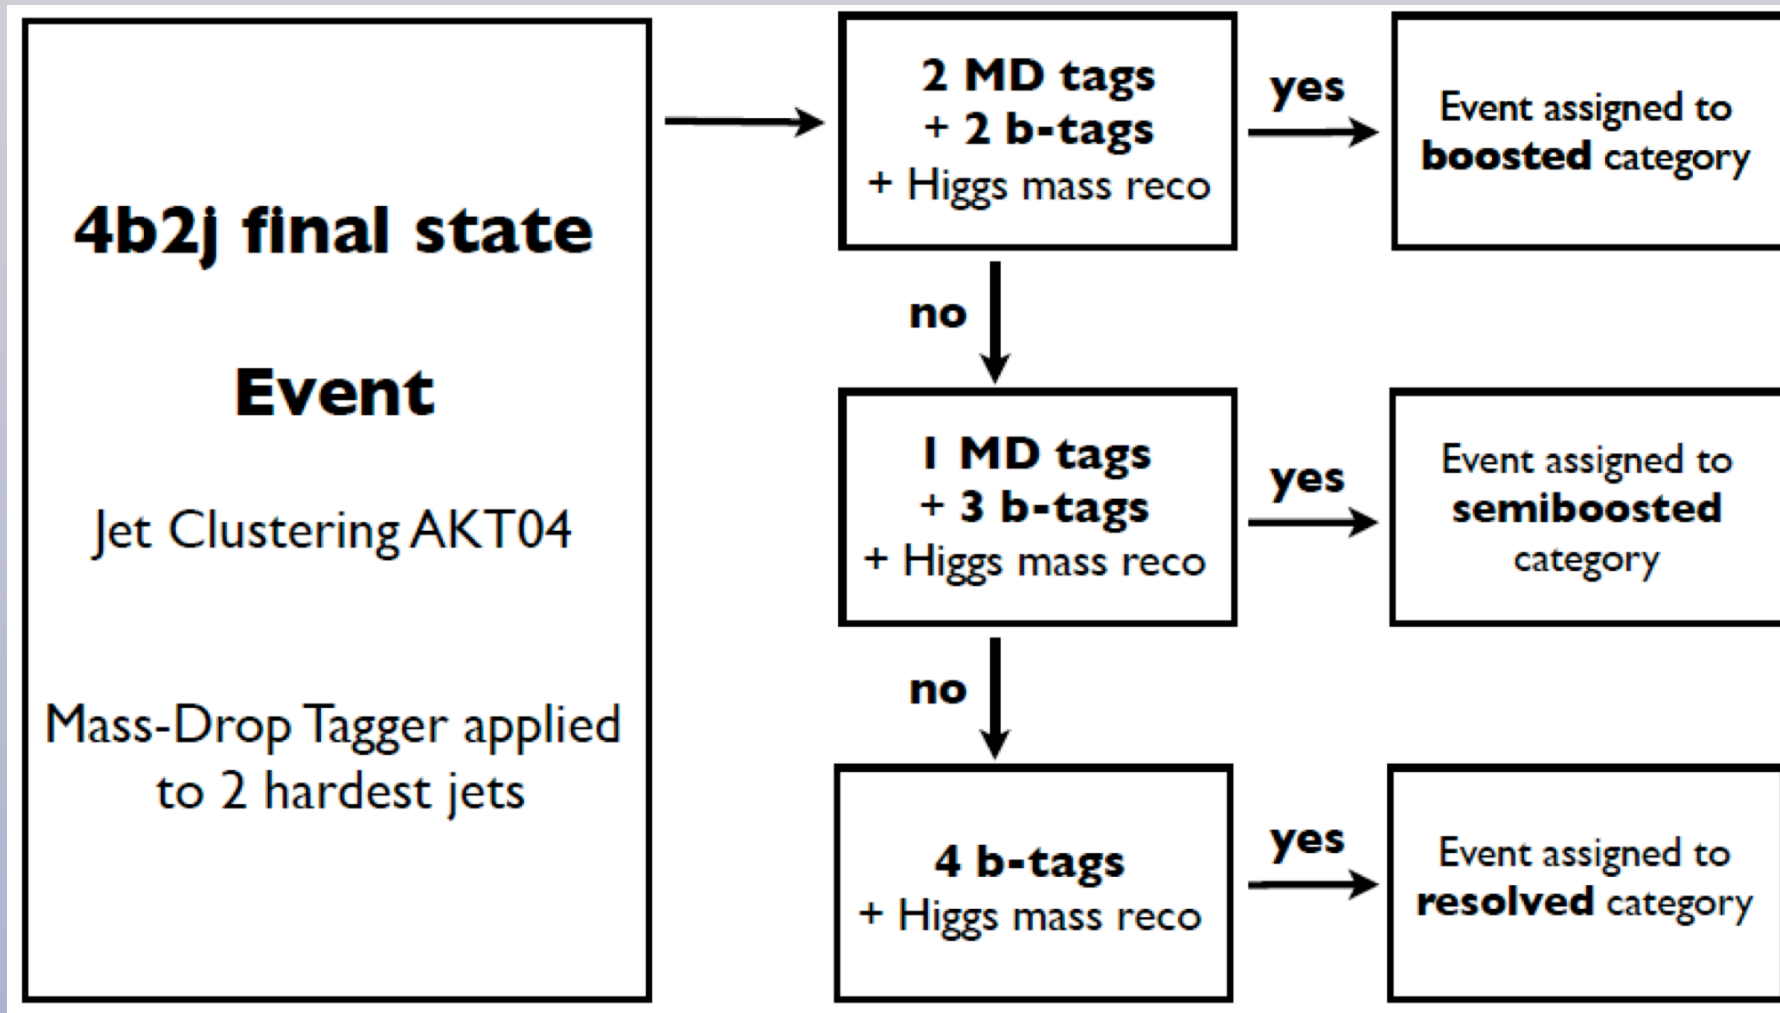 4b2j final state
Event
Jet Clustering AKT04
Mass-Drop Tagger applied
to 2 hardest jets
2 MD tags
+ 2 b-tags
+ Higgs mass reco
yes
Event assigned to
boosted category
no
1 MD tags
+ 3 b-tags
+ Higgs mass reco
yes
Event assigned to
semiboosted
category
no
4 b-tags
+ Higgs mass reco
yes
Event assigned to
resolved category